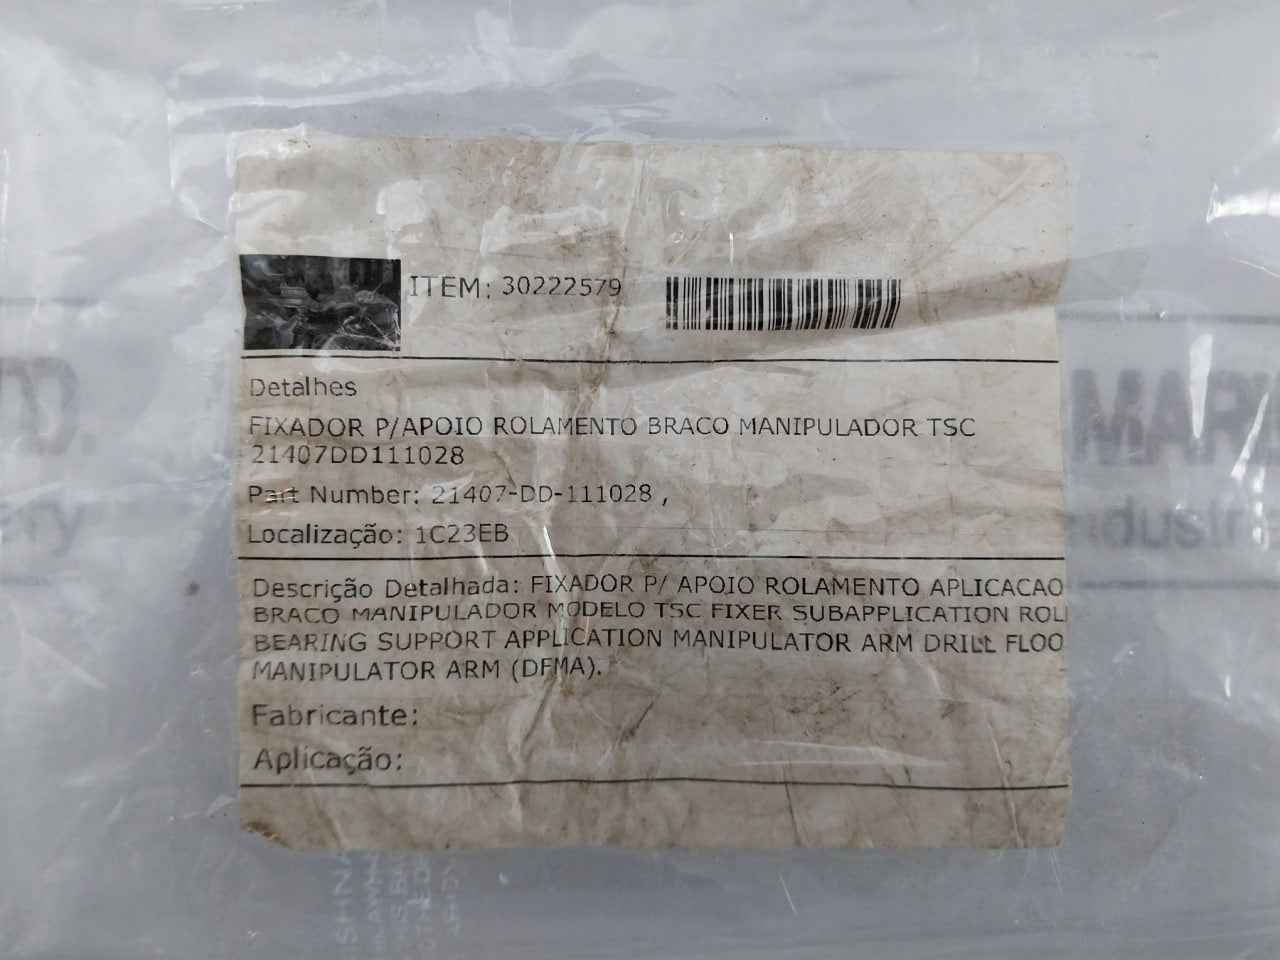 ITEM: 30222579
Detalhes
FIXADOR P/APOIO ROLAMENTO BRACO MANIPULADOR TSC
21407DD111028
Part Number: 21407-DD-111028 ,
Localização: 1C23EB
Descrição Detalhada: FIXADOR P/ APOIO ROLAMENTO APLICACAO
BRACO MANIPULADOR MODELO TSC FIXER SUBAPPLICATION ROL
BEARING SUPPORT APPLICATION MANIPULATOR ARM DRILL FLOO
MANIPULATOR ARM (DFMA).
Fabricante:
Aplicação: